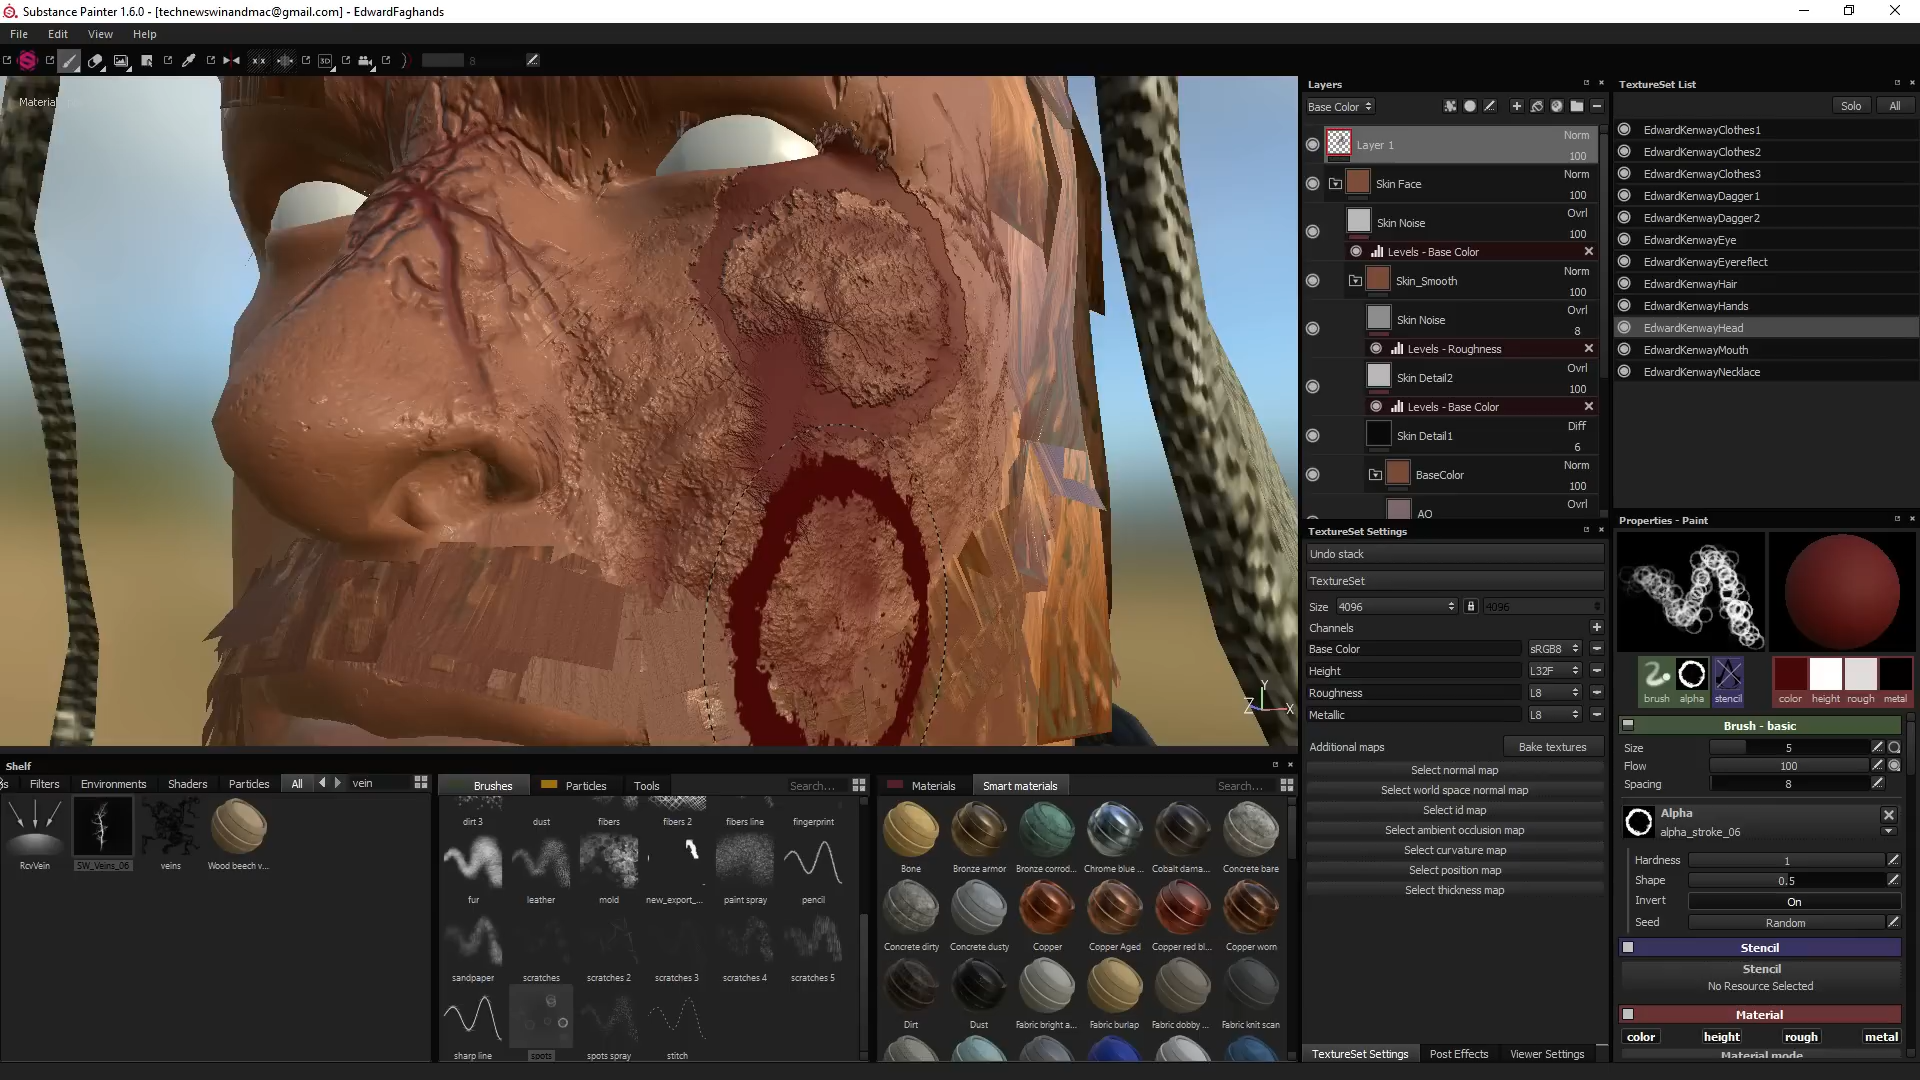 Substance Painter 1.6.0 - [technewswinandmac@gmail.com] - EdwardFaghands
File Edit View Help
8
Material
Z Y X
Layers
Base Color
Layer 1 Norm 100
Skin Face Norm 100
Skin Noise Ovrl 100
Levels - Base Color
Skin_Smooth Norm 100
Skin Noise Ovrl 8
Levels - Roughness
Skin Detail2 Ovrl 100
Levels - Base Color
Skin Detail1 Diff 6
BaseColor Norm 100
AO Ovrl
TextureSet Settings
Undo stack
TextureSet
Size 4096 4096
Channels
Base Color sRGB8
Height L32F
Roughness L8
Metallic L8
Additional maps Bake textures
Select normal map
Select world space normal map
Select id map
Select ambient occlusion map
Select curvature map
Select position map
Select thickness map
TextureSet Settings Post Effects Viewer Settings
TextureSet List
Solo All
EdwardKenwayClothes1
EdwardKenwayClothes2
EdwardKenwayClothes3
EdwardKenwayDagger1
EdwardKenwayDagger2
EdwardKenwayEye
EdwardKenwayEyereflect
EdwardKenwayHair
EdwardKenwayHands
EdwardKenwayHead
EdwardKenwayMouth
EdwardKenwayNecklace
Properties - Paint
brush alpha stencil color height rough metal
Brush - basic
Size 5
Flow 100
Spacing 8
Alpha
alpha_stroke_06
Hardness 1
Shape 0.5
Invert On
Seed Random
Stencil
Stencil
No Resource Selected
Material
color height rough metal
Material mode
Shelf
Filters Environments Shaders Particles All vein
RcvVein SW_Veins_06 veins Wood beech v...
Brushes Particles Tools Search...
dirt 3 dust fibers fibers 2 fibers line fingerprint
fur leather mold new_export_... paint spray pencil
sandpaper scratches scratches 2 scratches 3 scratches 4 scratches 5
sharp line spots spots spray stitch
Materials Smart materials Search...
Bone Bronze armor Bronze corrod... Chrome blue ... Cobalt dama... Concrete bare
Concrete dirty Concrete dusty Copper Copper Aged Copper red bl... Copper worn
Dirt Dust Fabric bright a... Fabric burlap Fabric dobby ... Fabric knit scan